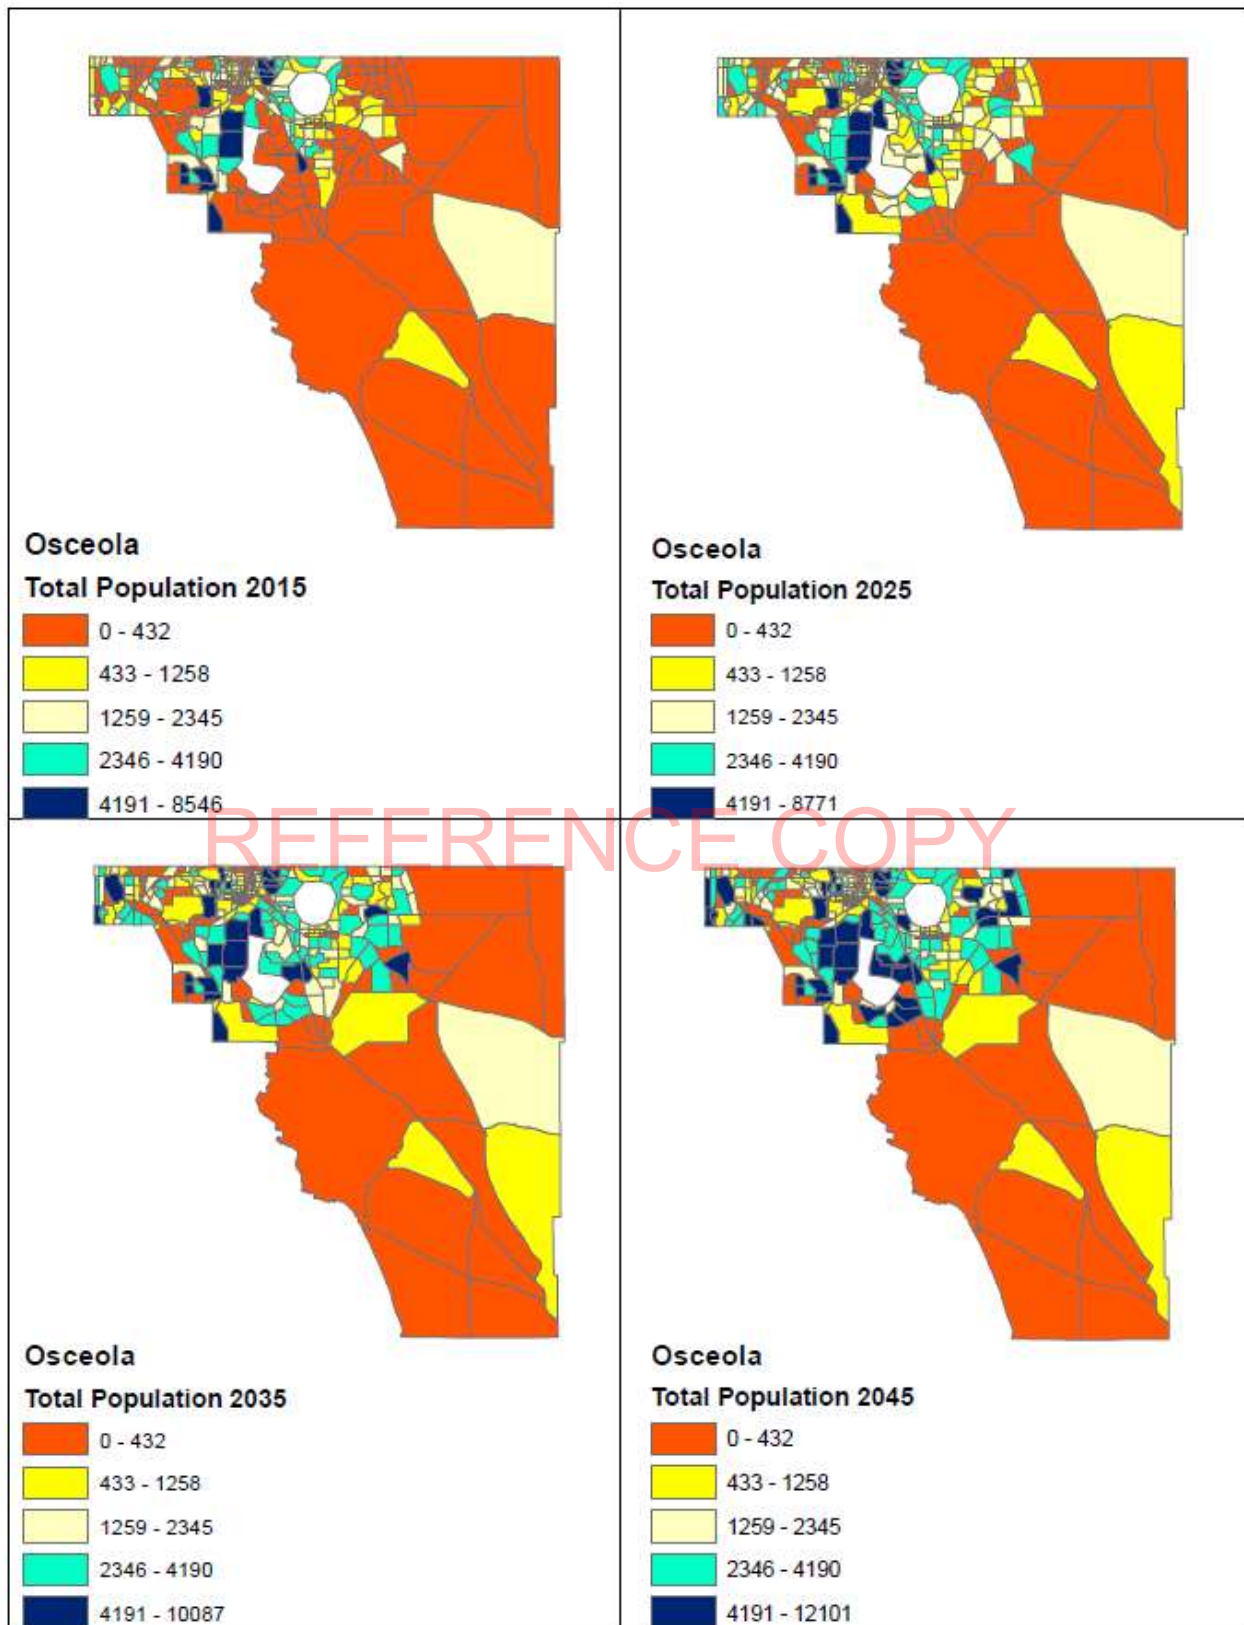 Osceola
Total Population 2015
0 - 432
433 - 1258
1259 - 2345
2346 - 4190
4191 - 8546
Osceola
Total Population 2025
0 - 432
433 - 1258
1259 - 2345
2346 - 4190
4191 - 8771
REFERENCE COPY
Osceola
Total Population 2035
0 - 432
433 - 1258
1259 - 2345
2346 - 4190
4191 - 10087
Osceola
Total Population 2045
0 - 432
433 - 1258
1259 - 2345
2346 - 4190
4191 - 12101